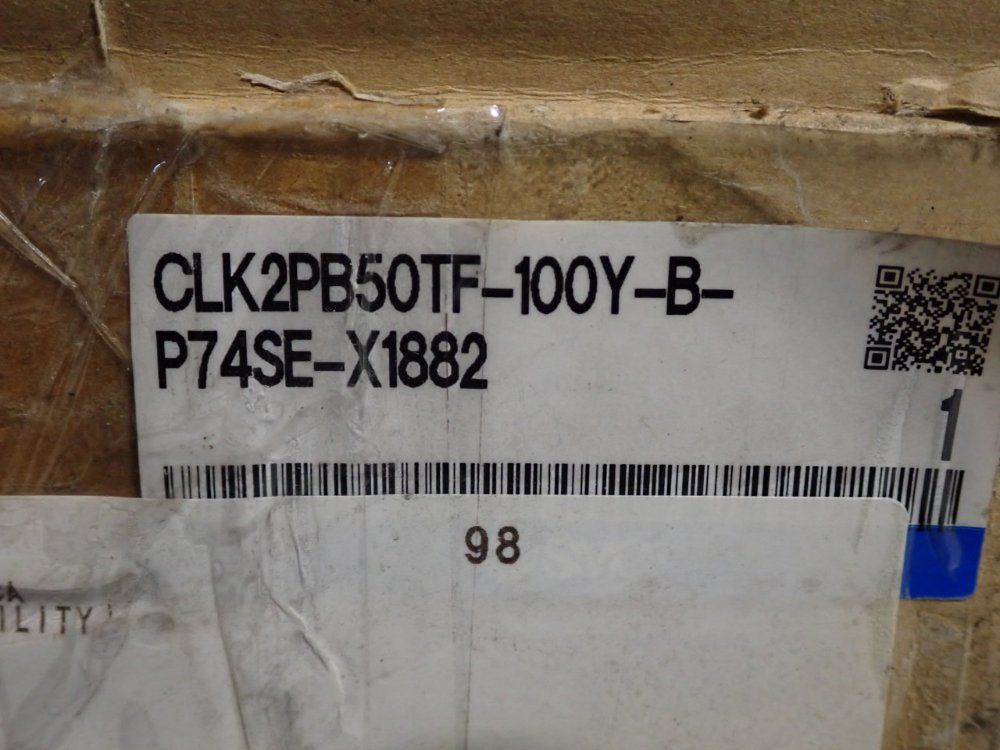 CLK2PB50TF-100Y-B-
P74SE-X1882
1
98
ILITY